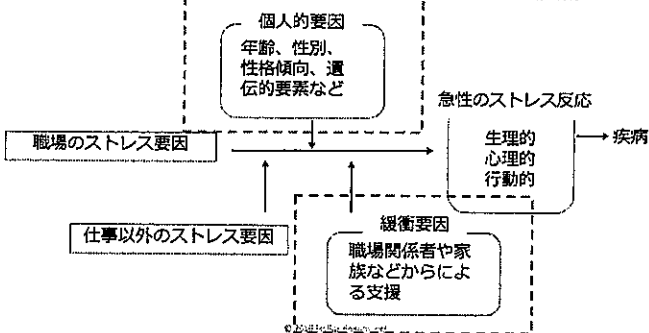 個人的要因
年齢、性別、
性格傾向、遺
伝的要素など
急性のストレス反応
職場のストレス要因
生理的
心理的
行動的
疾病
仕事以外のストレス要因
緩衝要因
職場関係者や家
族などからによ
る支援